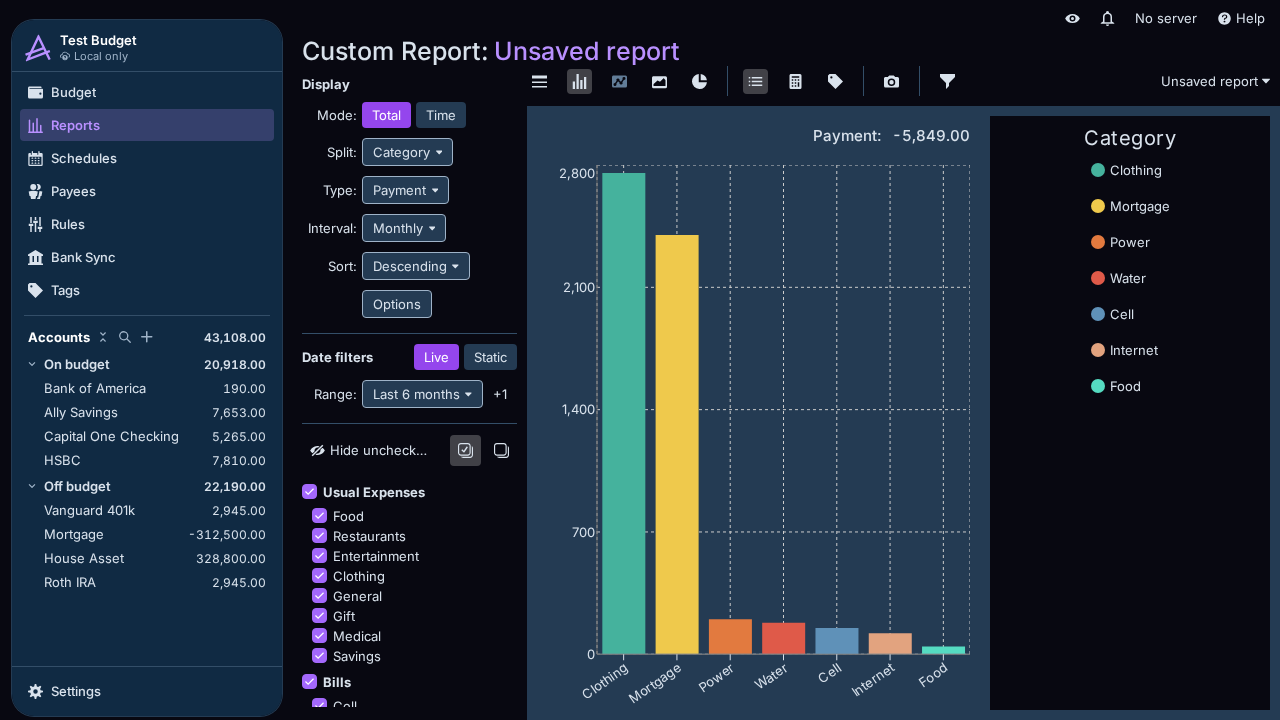 Test Budget
Local only
Budget
Reports
Schedules
Payees
Rules
Bank Sync
Tags
Accounts 43,108.00
On budget 20,918.00
Bank of America 190.00
Ally Savings 7,653.00
Capital One Checking 5,265.00
HSBC 7,810.00
Off budget 22,190.00
Vanguard 401k 2,945.00
Mortgage -312,500.00
House Asset 328,800.00
Roth IRA 2,945.00
Settings
No server
Help
Custom Report: Unsaved report
Unsaved report
Display
Mode: Total Time
Split: Category
Type: Payment
Interval: Monthly
Sort: Descending
Options
Date filters Live Static
Range: Last 6 months +1
Hide uncheck...
Usual Expenses
Food
Restaurants
Entertainment
Clothing
General
Gift
Medical
Savings
Bills
Cell
Payment: -5,849.00
2,800
2,100
1,400
700
0
Clothing
Mortgage
Power
Water
Cell
Internet
Food
Category
Clothing
Mortgage
Power
Water
Cell
Internet
Food